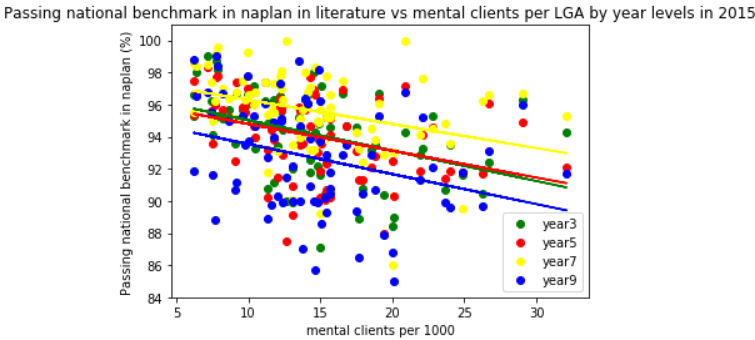 Passing national benchmark in naplan in literature vs mental clients per LGA by year levels in 2015
Passing national benchmark in naplan (%)
100
98
96
94
92
90
88
86
84
5
10
15
20
25
30
mental clients per 1000
year3
year5
year7
year9